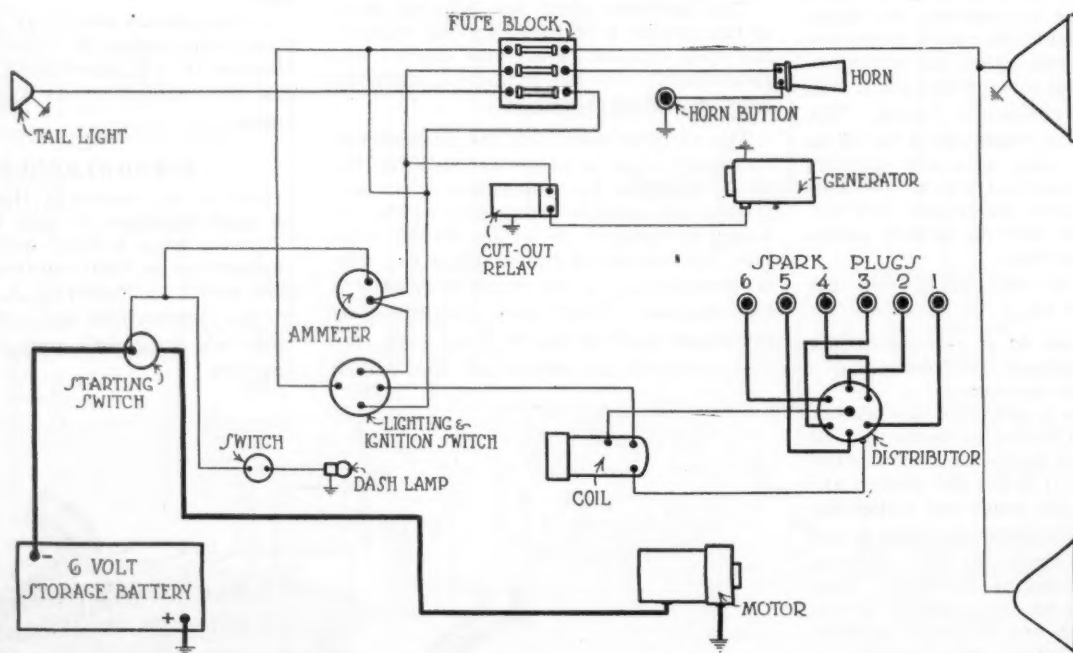 FUSE BLOCK
HORN
HORN BUTTON
TAIL LIGHT
GENERATOR
CUT-OUT
RELAY
SPARK PLUGS
6 5 4 3 2 1
AMMETER
STARTING
SWITCH
LIGHTING &
IGNITION SWITCH
SWITCH
DASH LAMP
COIL
DISTRIBUTOR
-
6 VOLT
STORAGE BATTERY
+
MOTOR